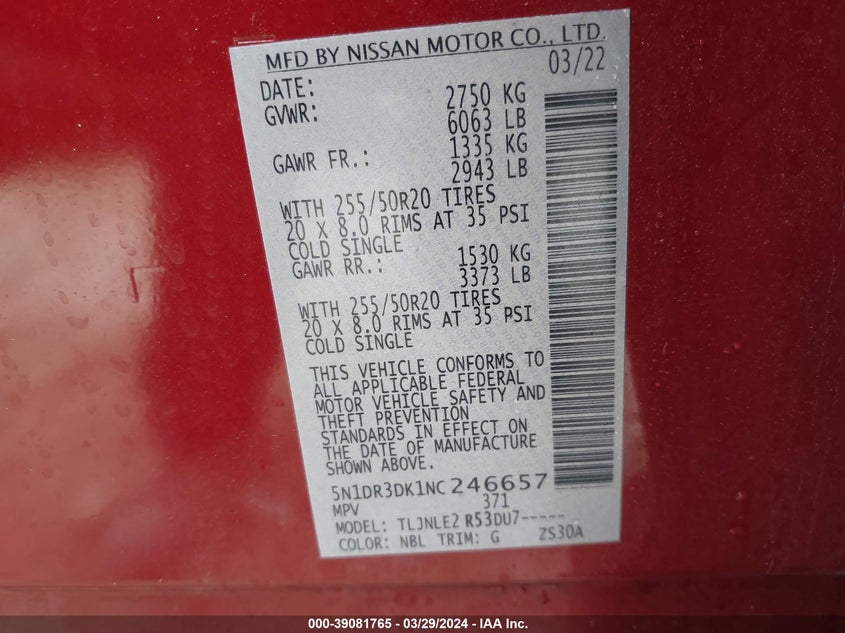 MFD BY NISSAN MOTOR CO., LTD.
DATE: 03/22
GVWR: 2750 KG
6063 LB
GAWR FR.: 1335 KG
2943 LB
WITH 255/50R20 TIRES
20 X 8.0 RIMS AT 35 PSI
COLD SINGLE
GAWR RR.: 1530 KG
3373 LB
WITH 255/50R20 TIRES
20 X 8.0 RIMS AT 35 PSI
COLD SINGLE
THIS VEHICLE CONFORMS TO
ALL APPLICABLE FEDERAL
MOTOR VEHICLE SAFETY AND
THEFT PREVENTION
STANDARDS IN EFFECT ON
THE DATE OF MANUFACTURE
SHOWN ABOVE.
5N1DR3DK1NC246657
MPV 371
MODEL: TLJNLE2 R53DU7-----
COLOR: NBL TRIM: G ZS30A
000-39081765 - 03/29/2024 - IAA Inc.